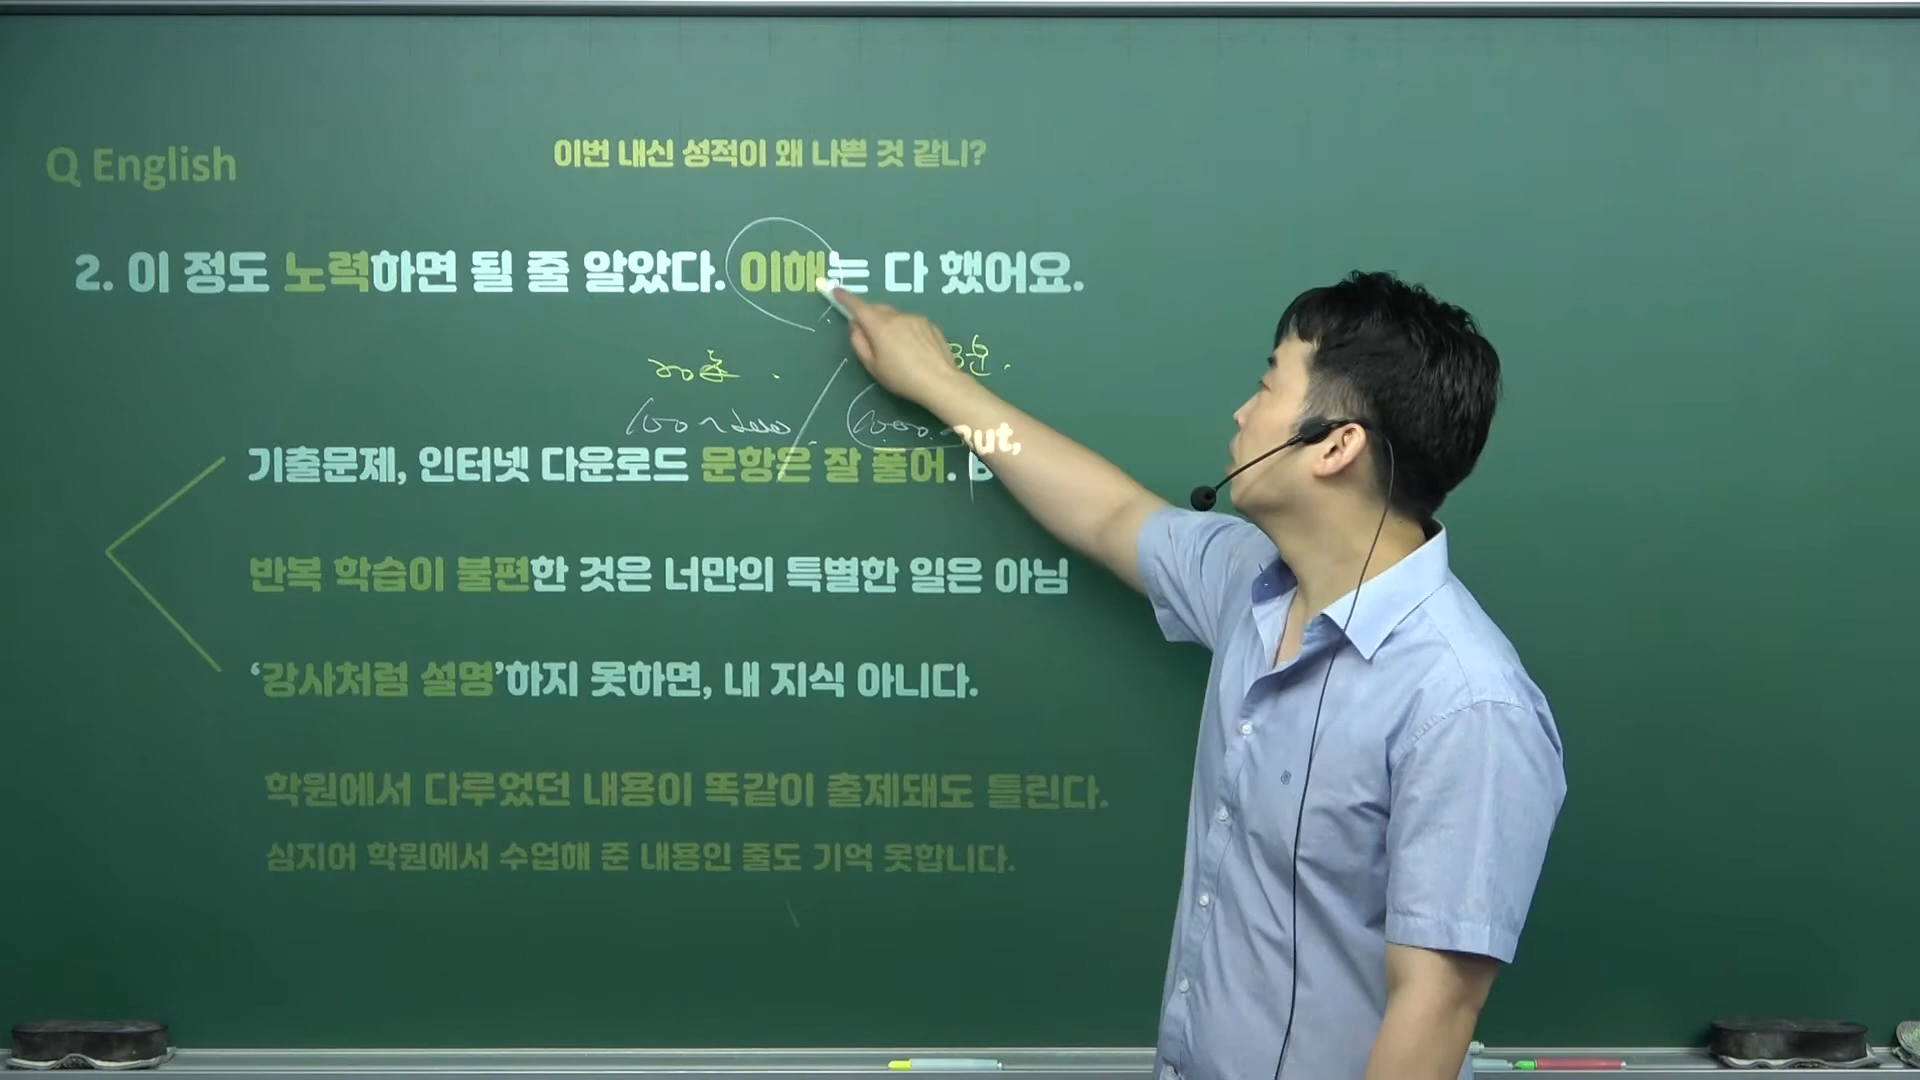 Q English
이번 내신 성적이 왜 나쁜 것 같니?
2. 이 정도 노력하면 될 줄 알았다. 이해는 다 했어요.
기출문제, 인터넷 다운로드 문항은 잘 풀어. But,
반복 학습이 불편한 것은 너만의 특별한 일은 아님
‘강사처럼 설명’하지 못하면, 내 지식 아니다.
학원에서 다루었던 내용이 똑같이 출제돼도 틀린다.
심지어 학원에서 수업해 준 내용인 줄도 기억 못합니다.